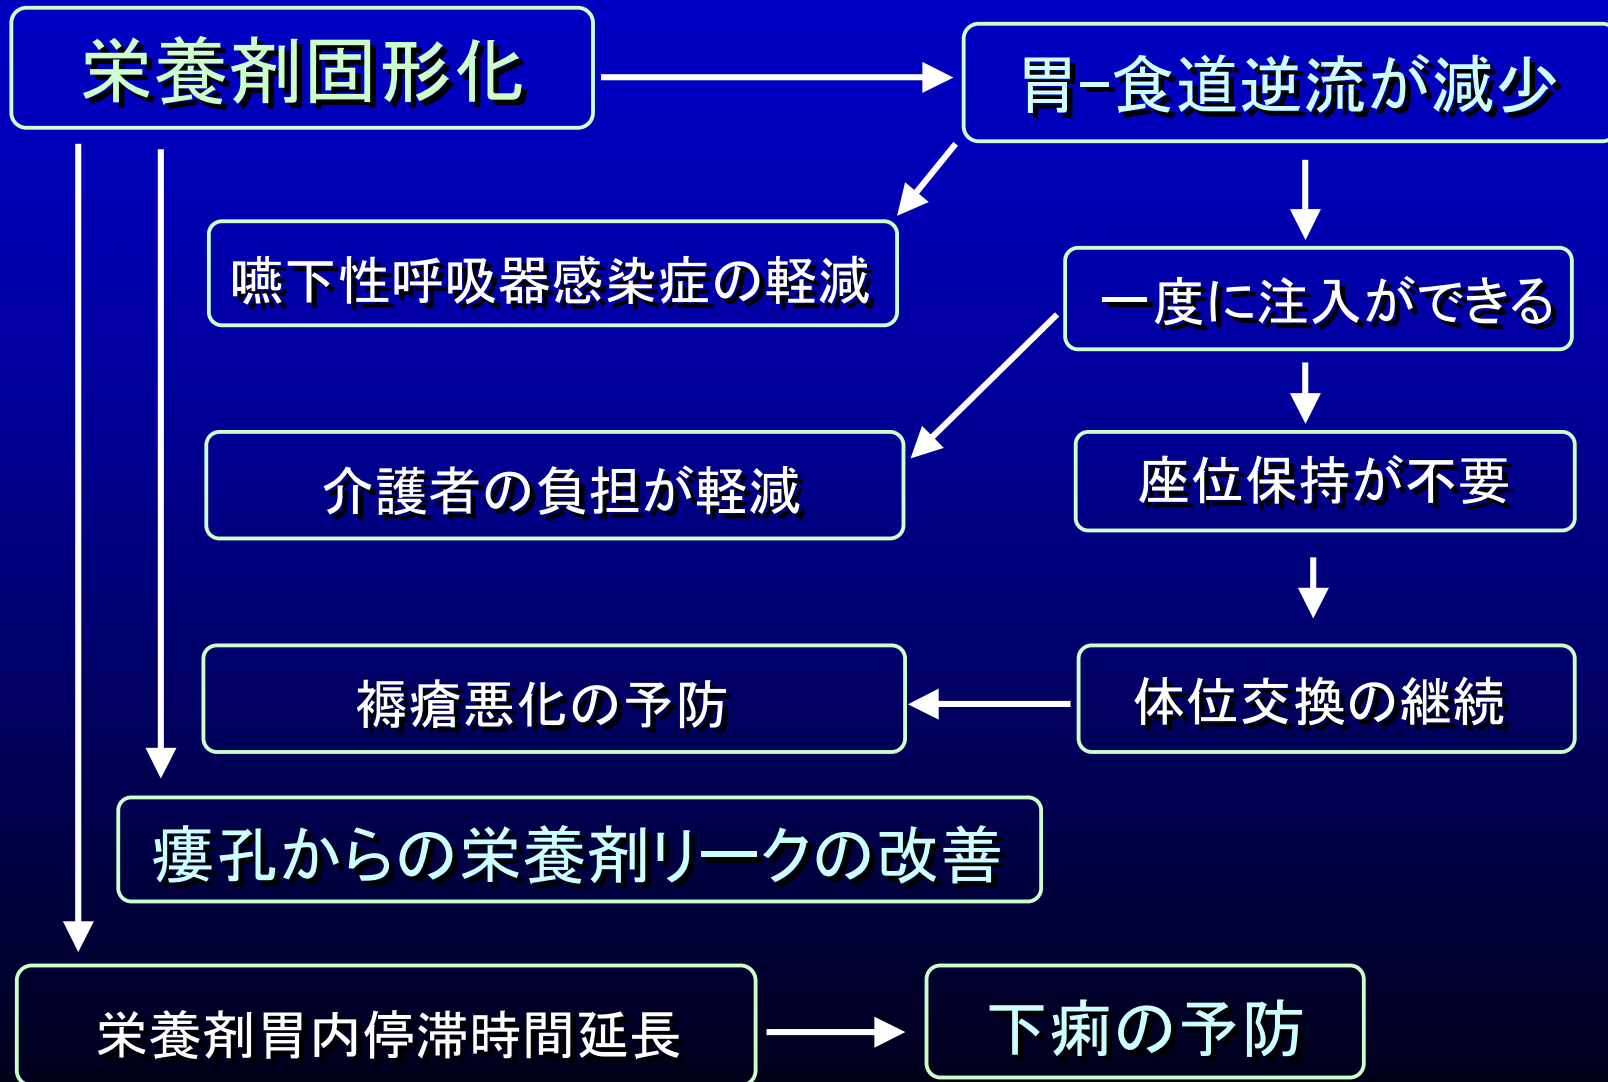 栄養剤固形化
胃-食道逆流が減少
嚥下性呼吸器感染症の軽減
一度に注入ができる
介護者の負担が軽減
座位保持が不要
褥瘡悪化の予防
体位交換の継続
瘻孔からの栄養剤リークの改善
栄養剤胃内停滞時間延長
下痢の予防